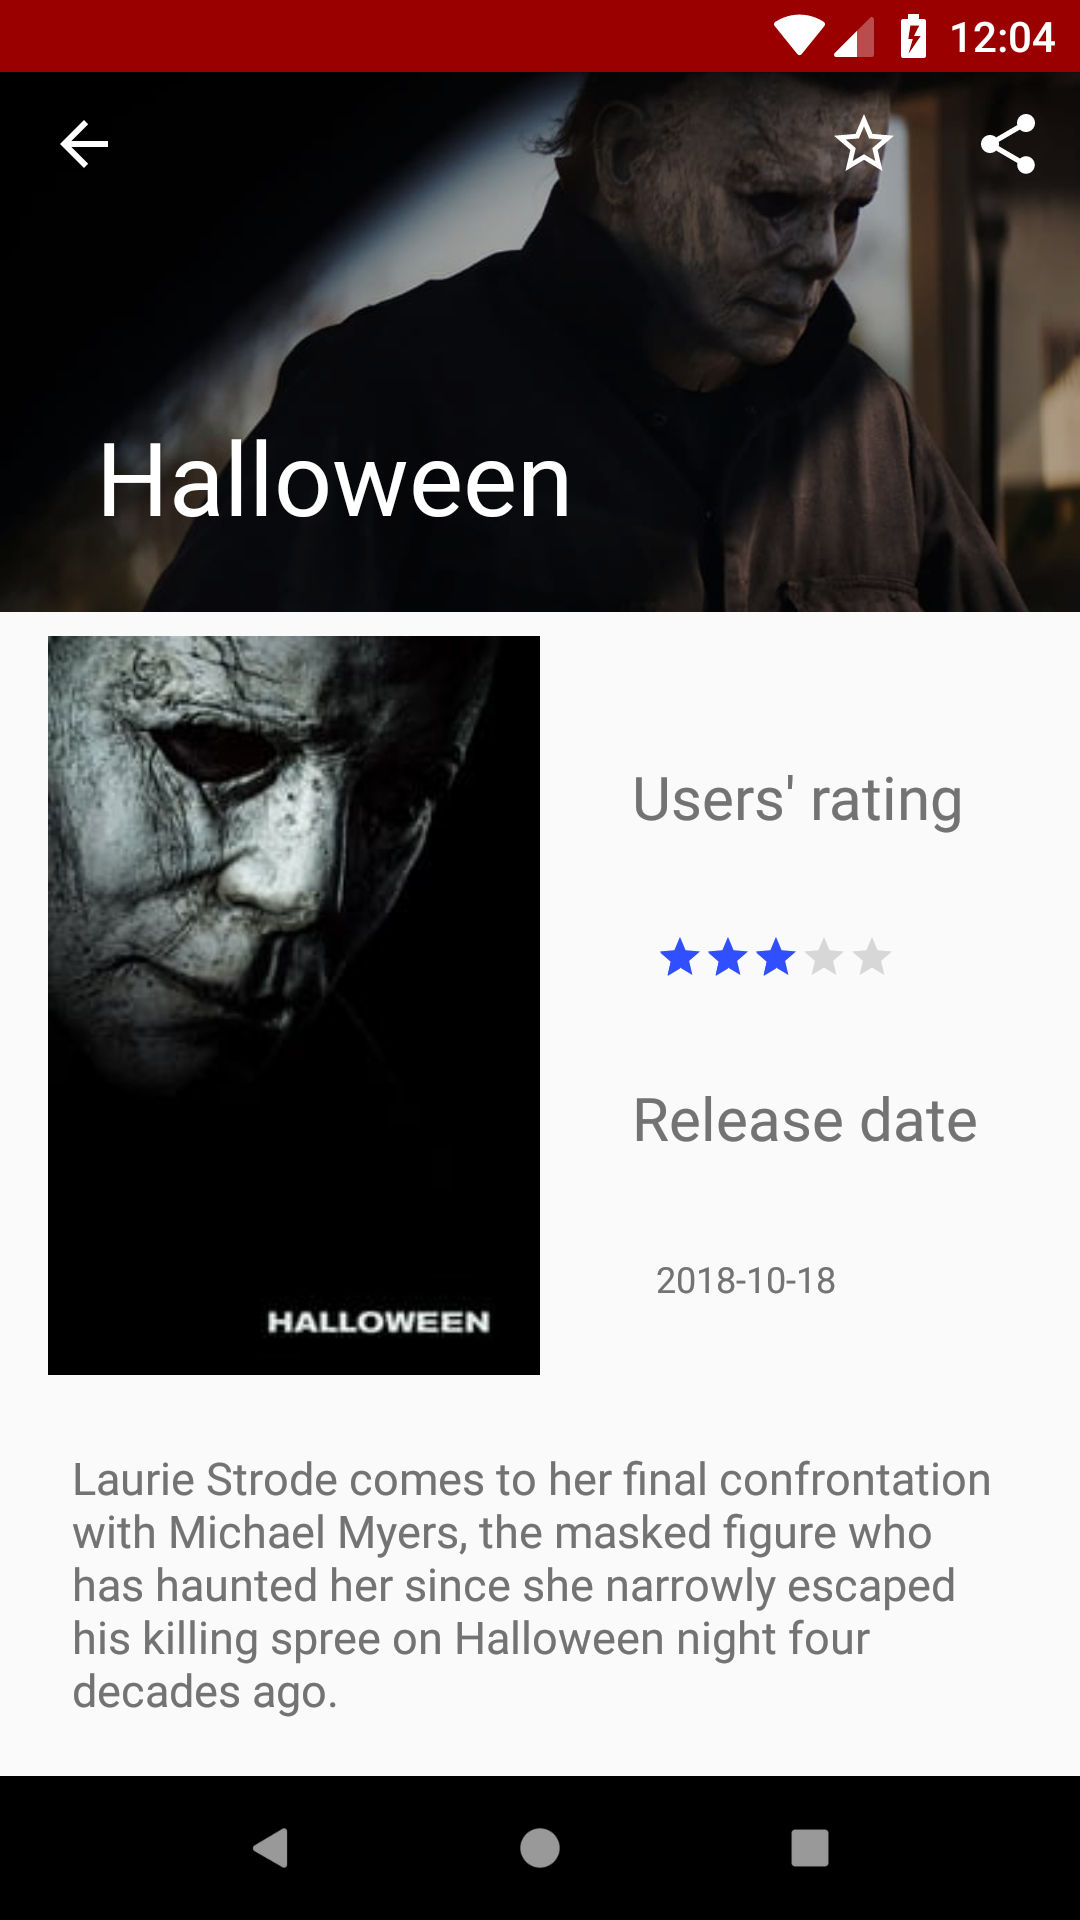 12:04
Halloween
Users' rating
Release date
2018-10-18
HALLOWEEN
Laurie Strode comes to her final confrontation
with Michael Myers, the masked figure who
has haunted her since she narrowly escaped
his killing spree on Halloween night four
decades ago.